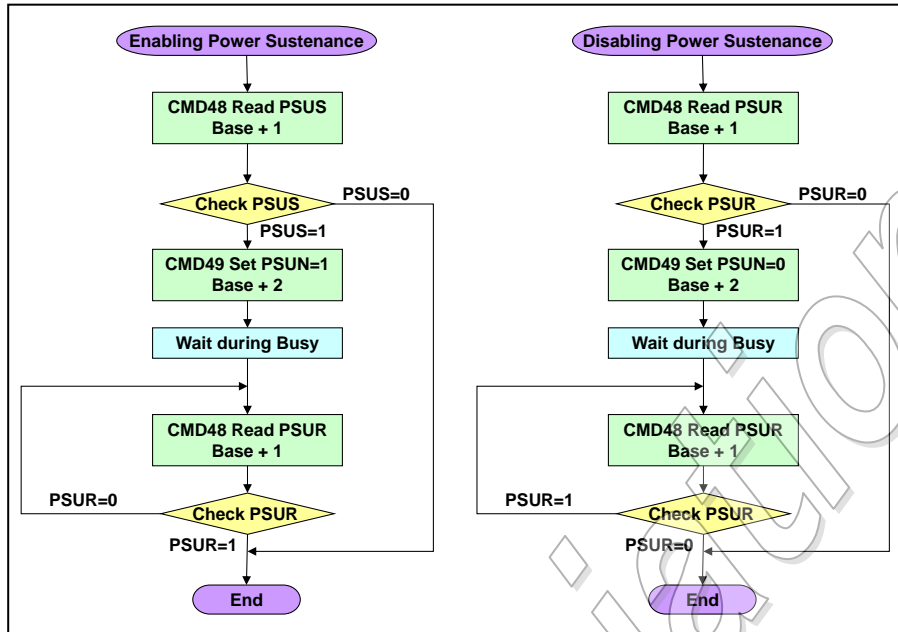 Enabling Power Sustenance
CMD48 Read PSUS
Base + 1
Check PSUS
PSUS=0
PSUS=1
CMD49 Set PSUN=1
Base + 2
Wait during Busy
CMD48 Read PSUR
Base + 1
PSUR=0
Check PSUR
PSUR=1
End
Disabling Power Sustenance
CMD48 Read PSUR
Base + 1
Check PSUR
PSUR=0
PSUR=1
CMD49 Set PSUN=0
Base + 2
Wait during Busy
CMD48 Read PSUR
Base + 1
PSUR=1
Check PSUR
PSUR=0
End